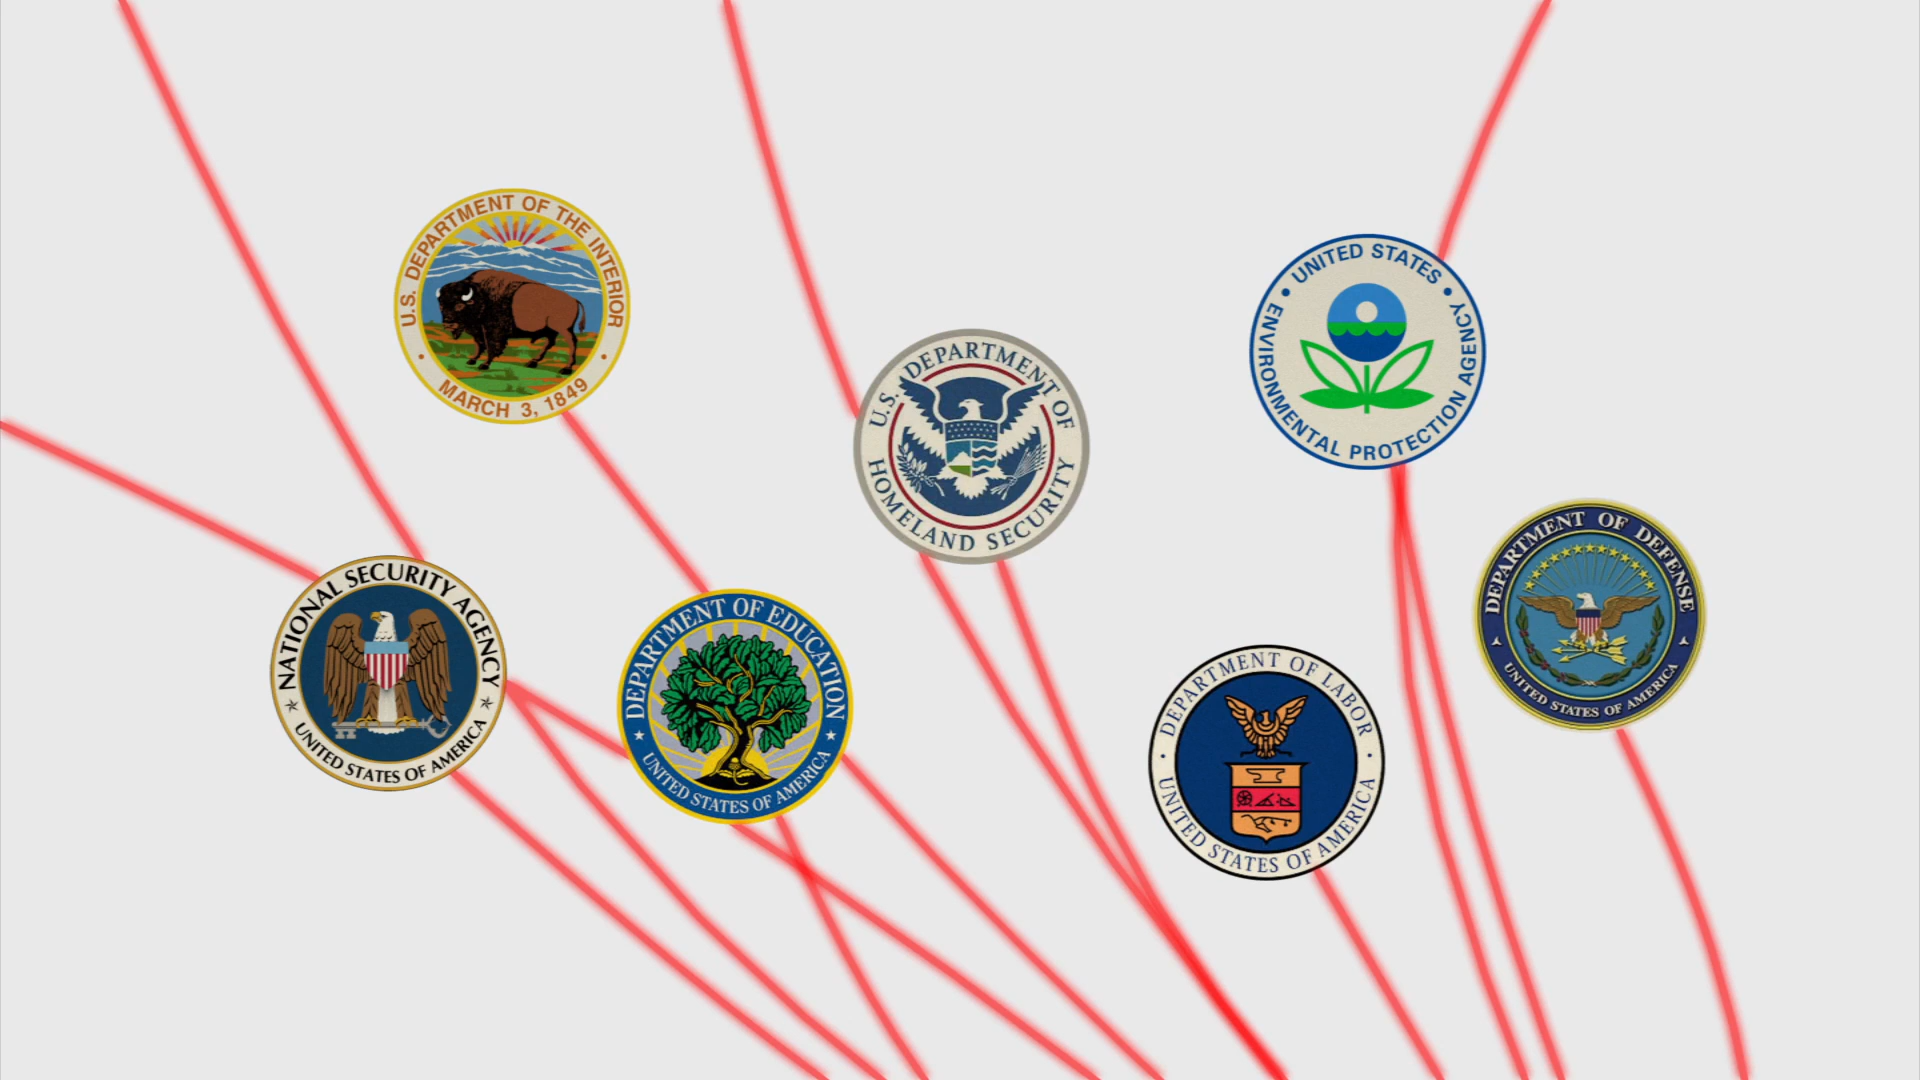 U.S. DEPARTMENT OF THE INTERIOR
MARCH 3, 1849
UNITED STATES
ENVIRONMENTAL PROTECTION AGENCY
U.S. DEPARTMENT OF
HOMELAND SECURITY
DEPARTMENT OF DEFENSE
UNITED STATES OF AMERICA
NATIONAL SECURITY AGENCY
UNITED STATES OF AMERICA
DEPARTMENT OF EDUCATION
UNITED STATES OF AMERICA
DEPARTMENT OF LABOR
UNITED STATES OF AMERICA